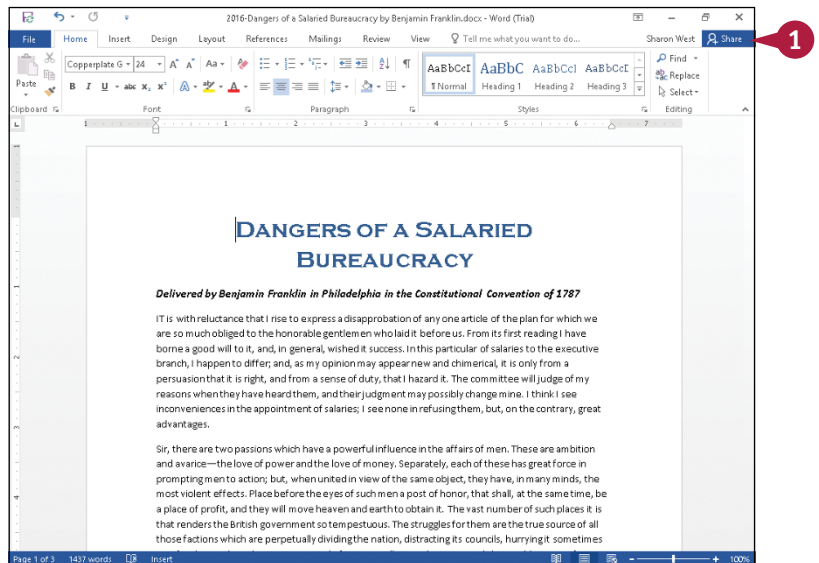 2016-Dangers of a Salaried Bureaucracy by Benjamin Franklin.docx - Word (Trial)
File Home Insert Design Layout References Mailings Review View Tell me what you want to do... Sharon West Share
1
Paste
Copperplate G 24 A A Aa
B I U abc x₂ x² A ab A
¶
AaBbCcI AaBbC AaBbCcI AaBbCcI
¶ Normal Heading 1 Heading 2 Heading 3
Find
Replace
Select
Clipboard Font Paragraph Styles Editing
L 1 1 2 3 4 5 6 7
DANGERS OF A SALARIED
BUREAUCRACY
Delivered by Benjamin Franklin in Philadelphia in the Constitutional Convention of 1787
IT is with reluctance that I rise to express a disapprobation of any one article of the plan for which we
are so much obliged to the honorable gentlemen who laid it before us. From its first reading I have
borne a good will to it, and, in general, wished it success. In this particular of salaries to the executive
branch, I happen to differ; and, as my opinion may appear new and chimerical, it is only from a
persuasion that it is right, and from a sense of duty, that I hazard it. The committee will judge of my
reasons when they have heard them, and their judgment may possibly change mine. I think I see
inconveniences in the appointment of salaries; I see none in refusing them, but, on the contrary, great
advantages.
Sir, there are two passions which have a powerful influence in the affairs of men. These are ambition
and avarice—the love of power and the love of money. Separately, each of these has great force in
prompting men to action; but, when united in view of the same object, they have, in many minds, the
most violent effects. Place before the eyes of such men a post of honor, that shall, at the same time, be
a place of profit, and they will move heaven and earth to obtain it. The vast number of such places it is
that renders the British government so tempestuous. The struggles for them are the true source of all
those factions which are perpetually dividing the nation, distracting its councils, hurrying it sometimes
Page 1 of 3 1437 words Insert 100%